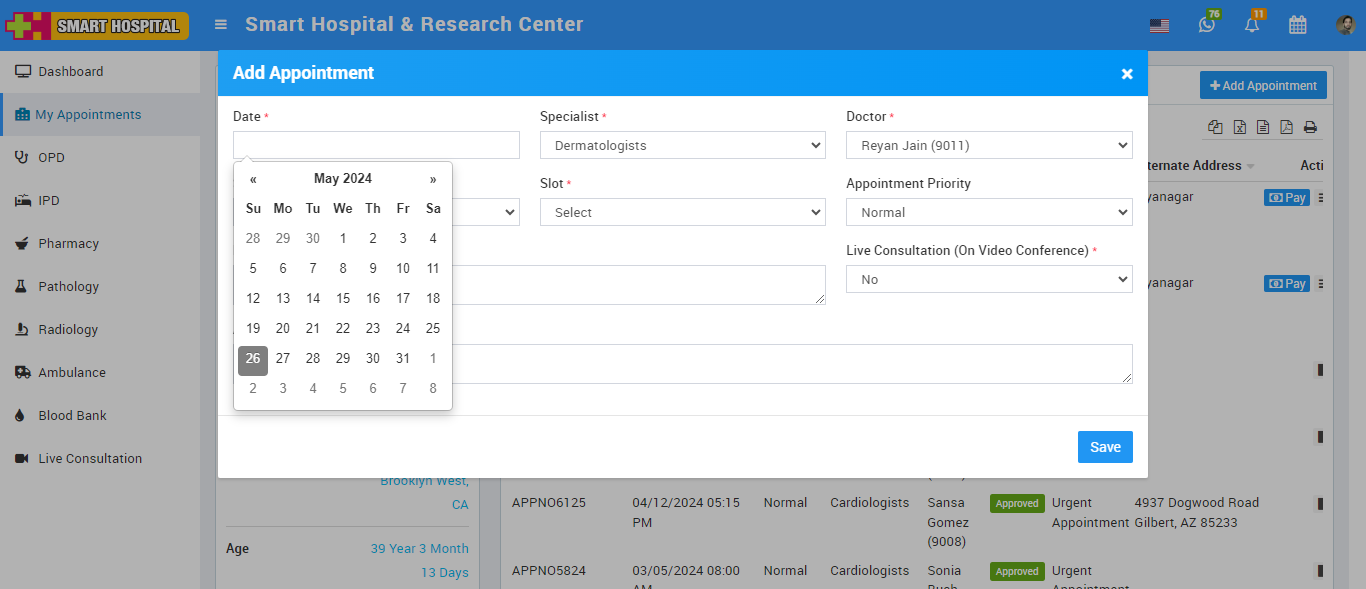 SMART HOSPITAL
Smart Hospital & Research Center
76
11
Dashboard
My Appointments
OPD
IPD
Pharmacy
Pathology
Radiology
Ambulance
Blood Bank
Live Consultation
Add Appointment
×
Date *
Specialist *
Doctor *
Dermatologists
Reyan Jain (9011)
Slot *
Appointment Priority
Select
Normal
Live Consultation (On Video Conference) *
No
« May 2024 »
Su Mo Tu We Th Fr Sa
28 29 30 1 2 3 4
5 6 7 8 9 10 11
12 13 14 15 16 17 18
19 20 21 22 23 24 25
26 27 28 29 30 31 1
2 3 4 5 6 7 8
Save
Add Appointment
ternate Address
Acti
yanagar
Pay
yanagar
Pay
Brooklyn West,
CA
Age
39 Year 3 Month
13 Days
APPNO6125 04/12/2024 05:15 Normal Cardiologists Sansa Approved Urgent 4937 Dogwood Road
PM Gomez Appointment Gilbert, AZ 85233
(9008)
APPNO5824 03/05/2024 08:00 Normal Cardiologists Sonia Approved Urgent